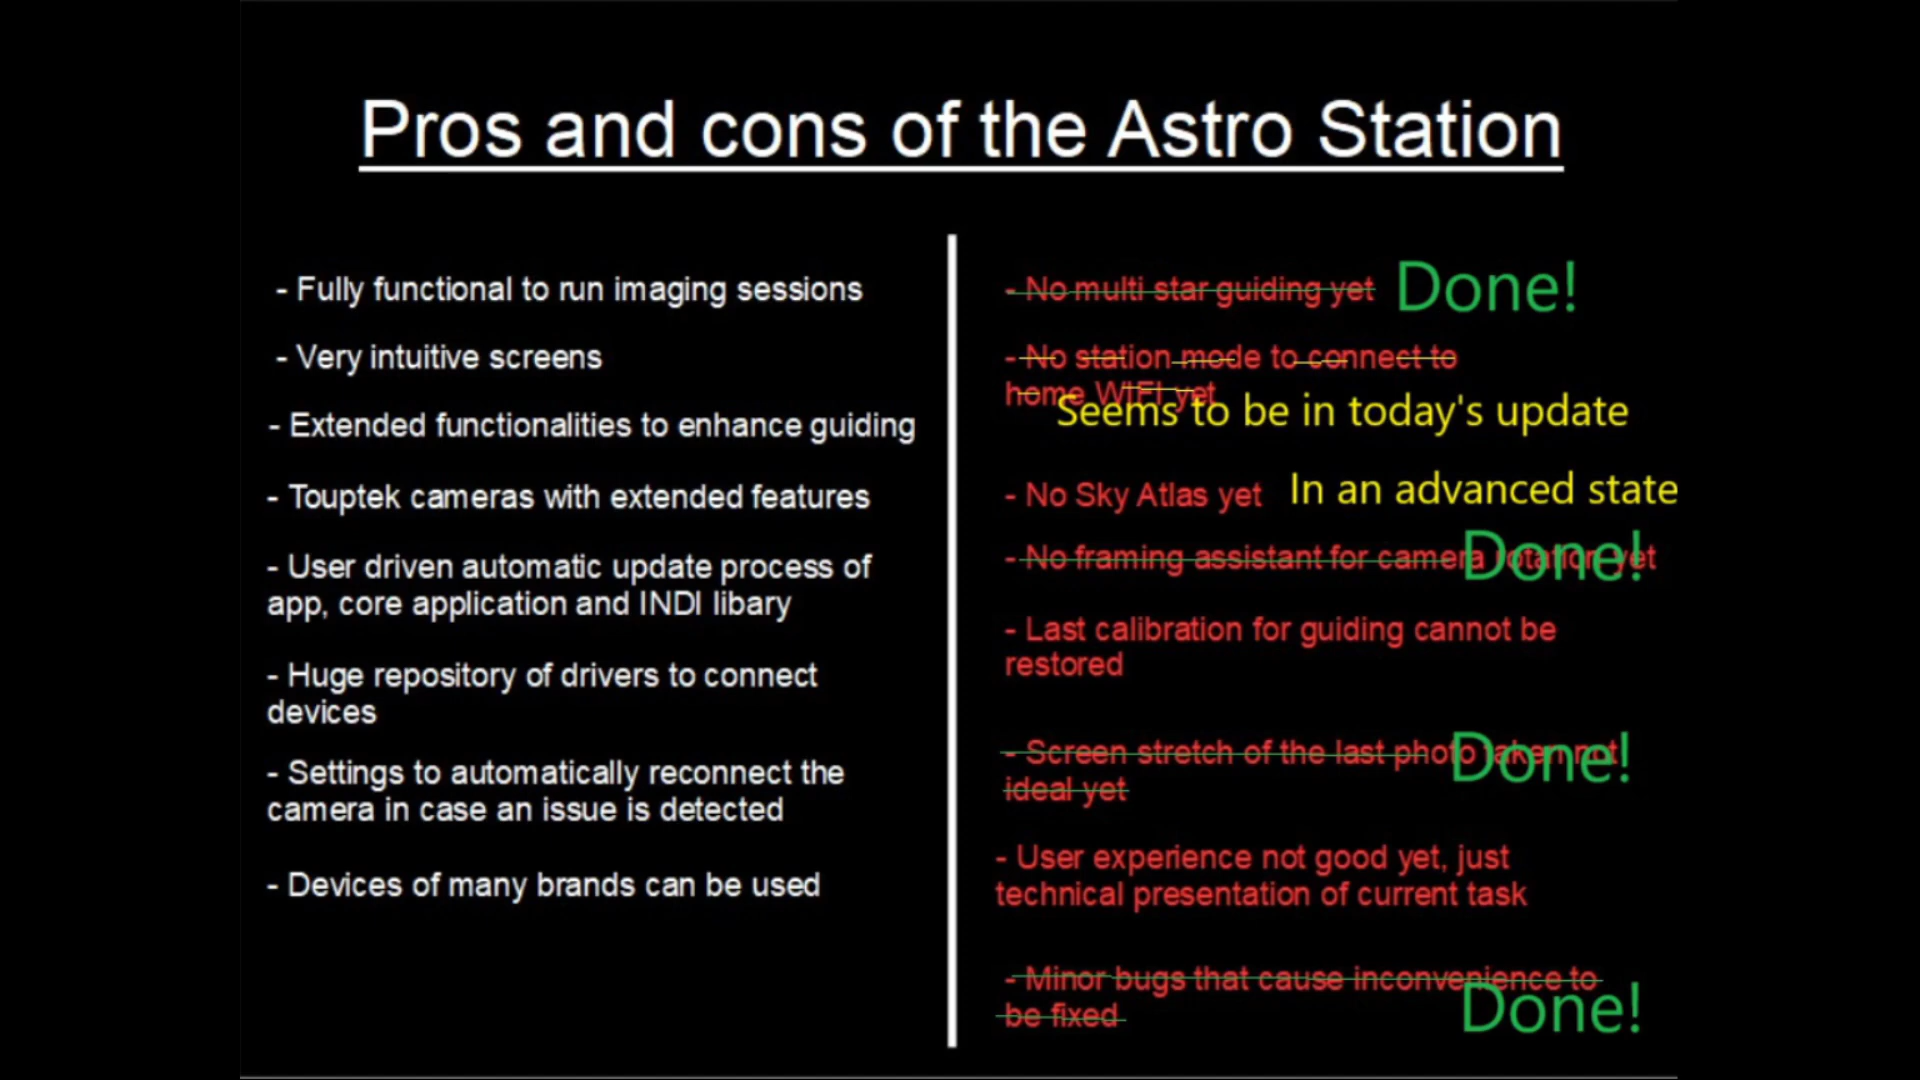 Pros and cons of the Astro Station
- Fully functional to run imaging sessions
- Very intuitive screens
- Extended functionalities to enhance guiding
- Touptek cameras with extended features
- User driven automatic update process of
app, core application and INDI libary
- Huge repository of drivers to connect
devices
- Settings to automatically reconnect the
camera in case an issue is detected
- Devices of many brands can be used
- No multi star guiding yet Done!
- No station mode to connect to
home WIFI yet
Seems to be in today's update
- No Sky Atlas yet In an advanced state
- No framing assistant for camera rotation yet Done!
- Last calibration for guiding cannot be
restored
- Screen stretch of the last photo taken not Done!
ideal yet
- User experience not good yet, just
technical presentation of current task
- Minor bugs that cause inconvenience to
be fixed Done!